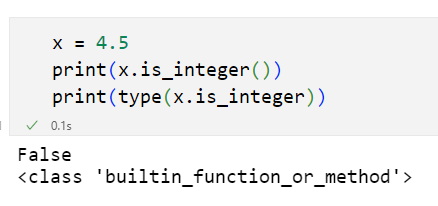 x = 4.5
print(x.is_integer())
print(type(x.is_integer))
✓ 0.1s
False
<class 'builtin_function_or_method'>